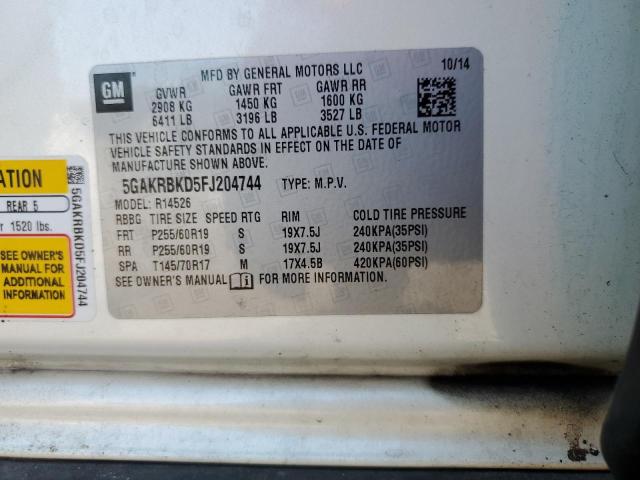 GM
MFD BY GENERAL MOTORS LLC
10/14
GVWR GAWR FRT GAWR RR
2908 KG 1450 KG 1600 KG
6411 LB 3196 LB 3527 LB
THIS VEHICLE CONFORMS TO ALL APPLICABLE U.S. FEDERAL MOTOR
VEHICLE SAFETY STANDARDS IN EFFECT ON THE DATE OF
MANUFACTURE SHOWN ABOVE.
5GAKRBKD5FJ204744 TYPE: M.P.V.
MODEL: R14526
RBBG TIRE SIZE SPEED RTG RIM COLD TIRE PRESSURE
FRT P255/60R19 S 19X7.5J 240KPA(35PSI)
RR P255/60R19 S 19X7.5J 240KPA(35PSI)
SPA T145/70R17 M 17X4.5B 420KPA(60PSI)
SEE OWNER'S MANUAL i FOR MORE INFORMATION.
ATION
REAR 5
r 1520 lbs.
SEE OWNER'S
MANUAL FOR
ADDITIONAL
INFORMATION
5GAKRBKD5FJ204744